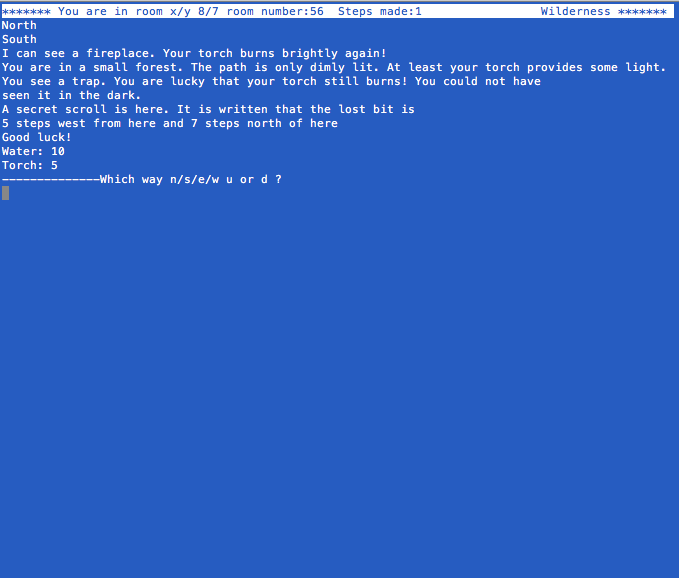 ******* You are in room x/y 8/7 room number:56  Steps made:1                 Wilderness *******
North
South
I can see a fireplace. Your torch burns brightly again!
You are in a small forest. The path is only dimly lit. At least your torch provides some light.
You see a trap. You are lucky that your torch still burns! You could not have
seen it in the dark.
A secret scroll is here. It is written that the lost bit is
5 steps west from here and 7 steps north of here
Good luck!
Water: 10
Torch: 5
--------------Which way n/s/e/w u or d ?